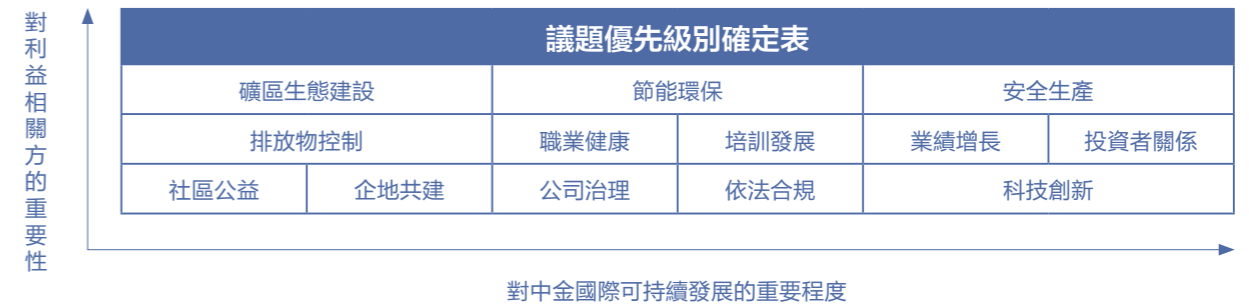 對利益相關方的重要性
議題優先級別確定表
礦區生態建設 節能環保 安全生產
排放物控制 職業健康 培訓發展 業績增長 投資者關係
社區公益 企地共建 公司治理 依法合規 科技創新
對中金國際可持續發展的重要程度